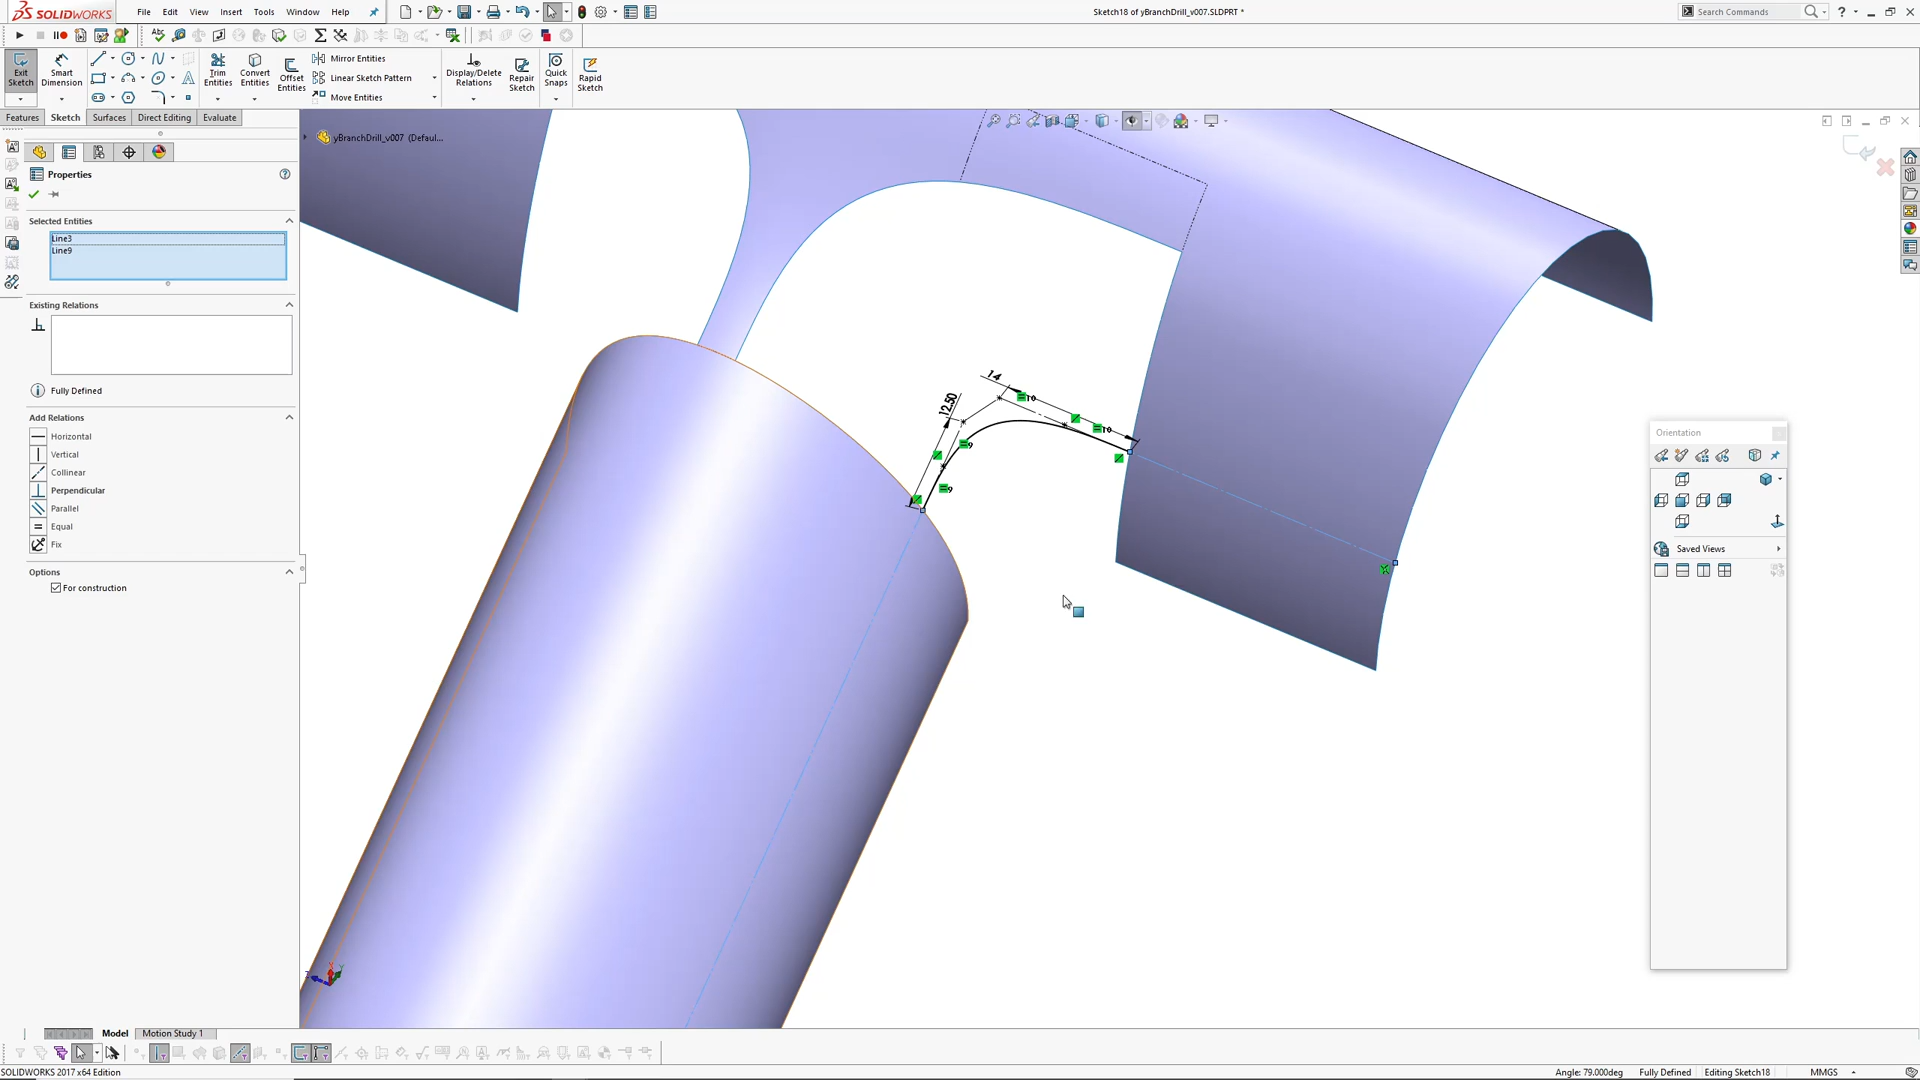 SOLIDWORKS
File Edit View Insert Tools Window Help
Sketch18 of yBranchDrill_v007.SLDPRT *
Search Commands
Exit Sketch
Smart Dimension
Trim Entities
Convert Entities
Offset Entities
Mirror Entities
Linear Sketch Pattern
Move Entities
Display/Delete Relations
Repair Sketch
Quick Snaps
Rapid Sketch
Features Sketch Surfaces Direct Editing Evaluate
yBranchDrill_v007 (Defaul...
Properties
Selected Entities
Line3
Line9
Existing Relations
Fully Defined
Add Relations
Horizontal
Vertical
Collinear
Perpendicular
Parallel
Equal
Fix
Options
For construction
14
12.50
10
10
9
9
Orientation
Saved Views
Model Motion Study 1
SOLIDWORKS 2017 x64 Edition
Angle: 79.000deg Fully Defined Editing Sketch18 MMGS